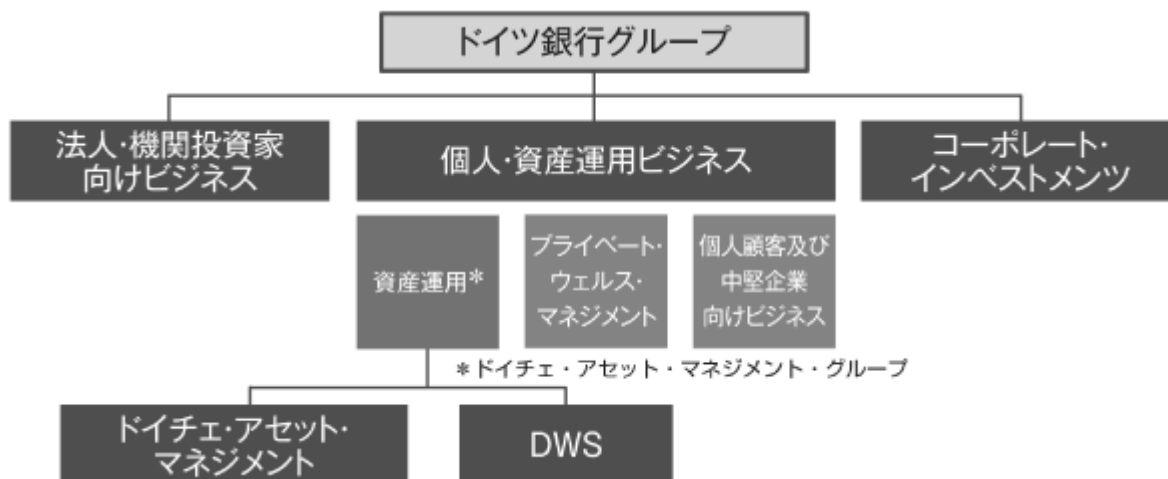 ドイツ銀行グループ
法人・機関投資家
向けビジネス
個人・資産運用ビジネス
コーポレート・
インベストメンツ
資産運用*
プライベート・
ウェルス・
マネジメント
個人顧客及び
中堅企業
向けビジネス
*ドイチェ・アセット・マネジメント・グループ
ドイチェ・アセット・
マネジメント
DWS